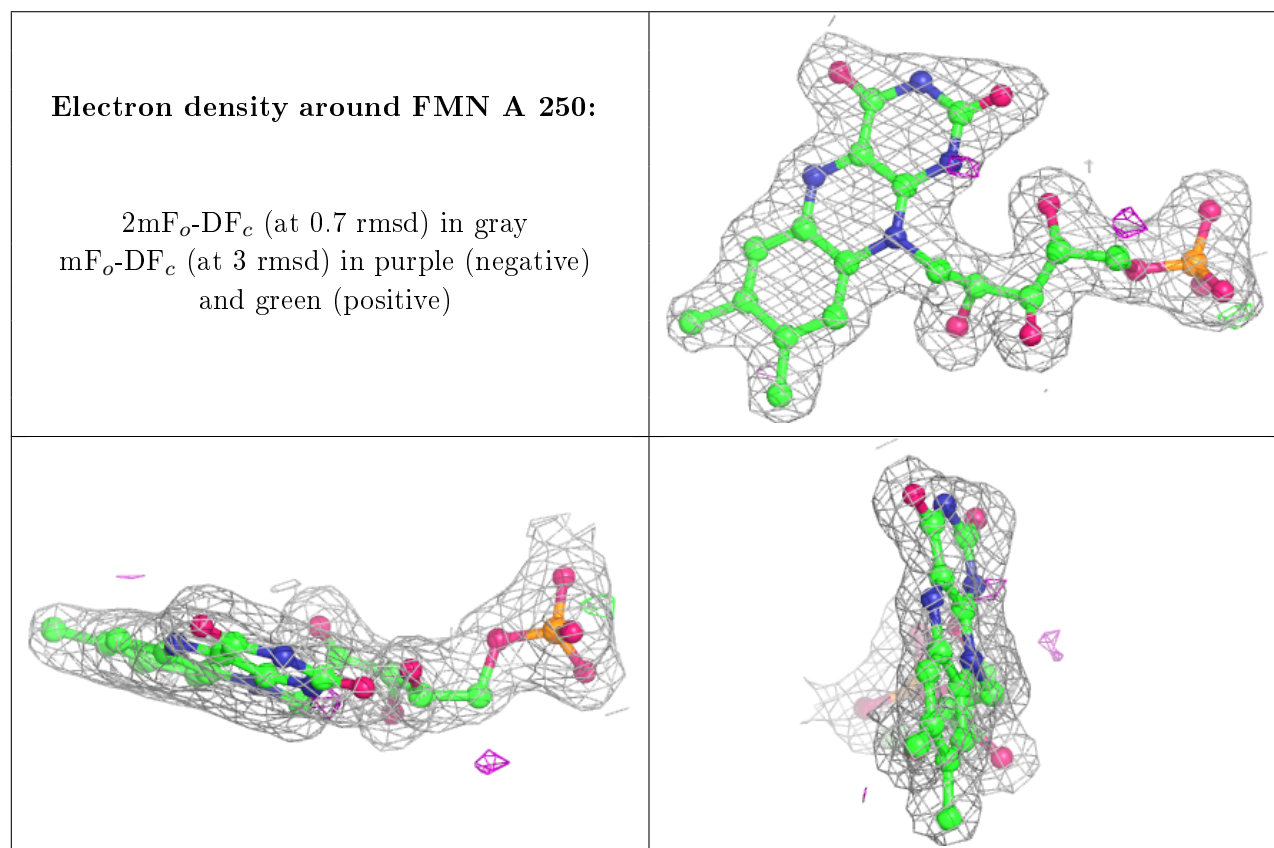 Electron density around FMN A 250:
2mFo-DFc (at 0.7 rmsd) in gray
mFo-DFc (at 3 rmsd) in purple (negative)
and green (positive)